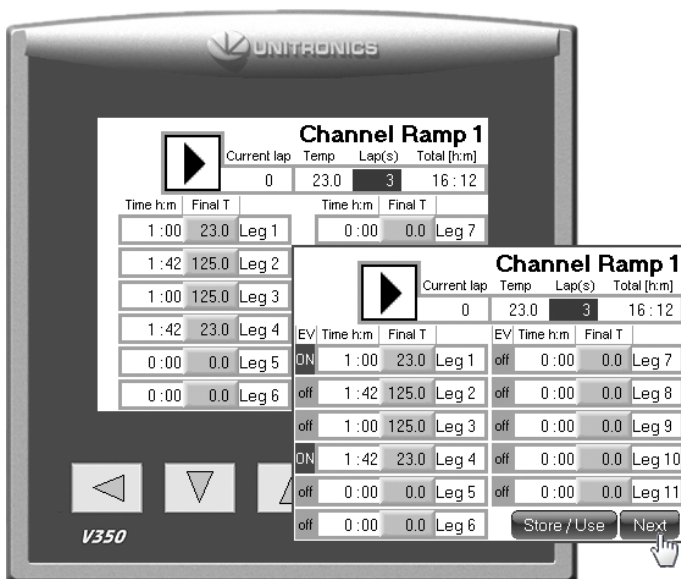 UNITRONICS
Channel Ramp 1
Current lap Temp Lap(s) Total [h:m]
0 23.0 3 16:12
Time h:m Final T Time h:m Final T
1:00 23.0 Leg 1 0:00 0.0 Leg 7
1:42 125.0 Leg 2
1:00 125.0 Leg 3
1:42 23.0 Leg 4
0:00 0.0 Leg 5
0:00 0.0 Leg 6
Channel Ramp 1
Current lap Temp Lap(s) Total [h:m]
0 23.0 3 16:12
EV Time h:m Final T EV Time h:m Final T
ON 1:00 23.0 Leg 1 off 0:00 0.0 Leg 7
off 1:42 125.0 Leg 2 off 0:00 0.0 Leg 8
off 1:00 125.0 Leg 3 off 0:00 0.0 Leg 9
ON 1:42 23.0 Leg 4 off 0:00 0.0 Leg 10
off 0:00 0.0 Leg 5 off 0:00 0.0 Leg 11
off 0:00 0.0 Leg 6 Store / Use Next
V350